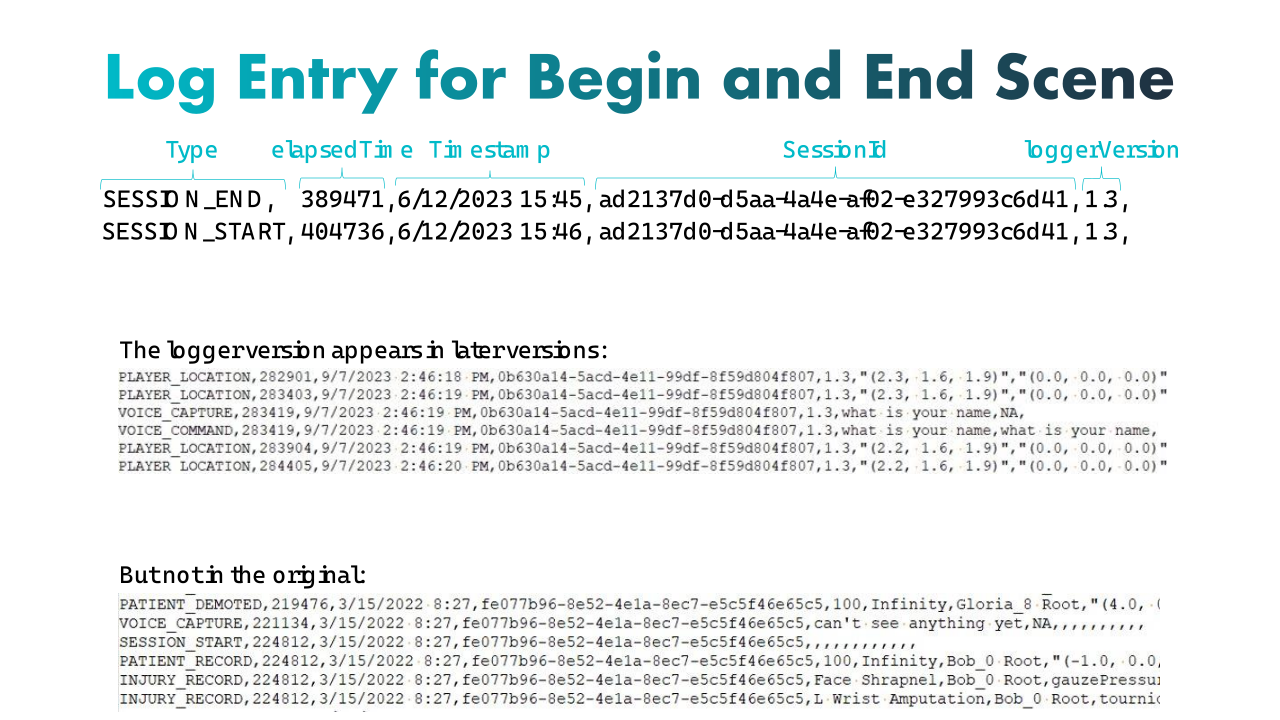 Log Entry for Begin and End Scene
Type elapsedTime Timestamp SessionId loggerVersion
SESSION_END, 389471,6/12/2023 15:45,ad2137d0-d5aa-4a4e-af02-e327993c6d41,1.3,
SESSION_START,404736,6/12/2023 15:46,ad2137d0-d5aa-4a4e-af02-e327993c6d41,1.3,
The logger version appears in later versions:
PLAYER_LOCATION,282901,9/7/2023 2:46:18 PM,0b630a14-5acd-4e11-99df-8f59d804f807,1.3,"(2.3, 1.6, 1.9)","(0.0, 0.0, 0.0)"
PLAYER_LOCATION,283403,9/7/2023 2:46:19 PM,0b630a14-5acd-4e11-99df-8f59d804f807,1.3,"(2.3, 1.6, 1.9)","(0.0, 0.0, 0.0)"
VOICE_CAPTURE,283419,9/7/2023 2:46:19 PM,0b630a14-5acd-4e11-99df-8f59d804f807,1.3,what is your name,NA,
VOICE_COMMAND,283419,9/7/2023 2:46:19 PM,0b630a14-5acd-4e11-99df-8f59d804f807,1.3,what is your name,what is your name,
PLAYER_LOCATION,283904,9/7/2023 2:46:19 PM,0b630a14-5acd-4e11-99df-8f59d804f807,1.3,"(2.2, 1.6, 1.9)","(0.0, 0.0, 0.0)"
PLAYER LOCATION,284405,9/7/2023 2:46:20 PM,0b630a14-5acd-4e11-99df-8f59d804f807,1.3,"(2.2, 1.6, 1.9)","(0.0, 0.0, 0.0)"
But not in the original:
PATIENT_DEMOTED,219476,3/15/2022 8:27,fe077b96-8e52-4e1a-8ec7-e5c5f46e65c5,100,Infinity,Gloria_8 Root,"(4.0, (
VOICE_CAPTURE,221134,3/15/2022 8:27,fe077b96-8e52-4e1a-8ec7-e5c5f46e65c5,can't see anything yet,NA,,,,,,,,,,
SESSION_START,224812,3/15/2022 8:27,fe077b96-8e52-4e1a-8ec7-e5c5f46e65c5,,,,,,,,,,,,
PATIENT_RECORD,224812,3/15/2022 8:27,fe077b96-8e52-4e1a-8ec7-e5c5f46e65c5,100,Infinity,Bob_0 Root,"(-1.0, 0.0,
INJURY_RECORD,224812,3/15/2022 8:27,fe077b96-8e52-4e1a-8ec7-e5c5f46e65c5,Face Shrapnel,Bob_0 Root,gauzePressur
INJURY_RECORD,224812,3/15/2022 8:27,fe077b96-8e52-4e1a-8ec7-e5c5f46e65c5,L Wrist Amputation,Bob_0 Root,tournic